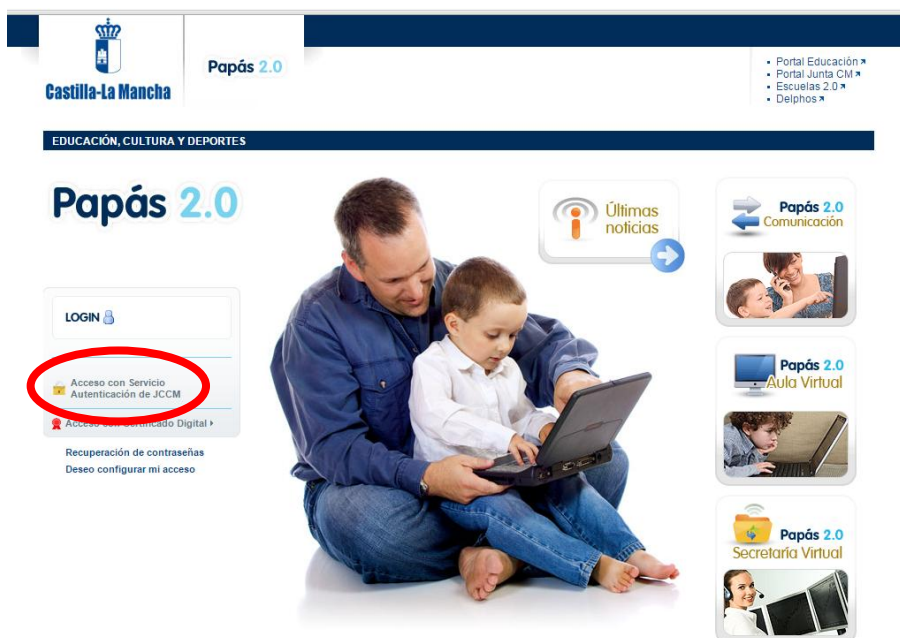 Castilla-La Mancha
Papás 2.0
Portal Educación
Portal Junta CM
Escuelas 2.0
Delphos
EDUCACIÓN, CULTURA Y DEPORTES
Papás 2.0
Últimas
noticias
Papás 2.0
Comunicación
LOGIN
Acceso con Servicio
Autenticación de JCCM
Acceso con Certificado Digital
Recuperación de contraseñas
Deseo configurar mi acceso
Papás 2.0
Aula Virtual
Papás 2.0
Secretaría Virtual